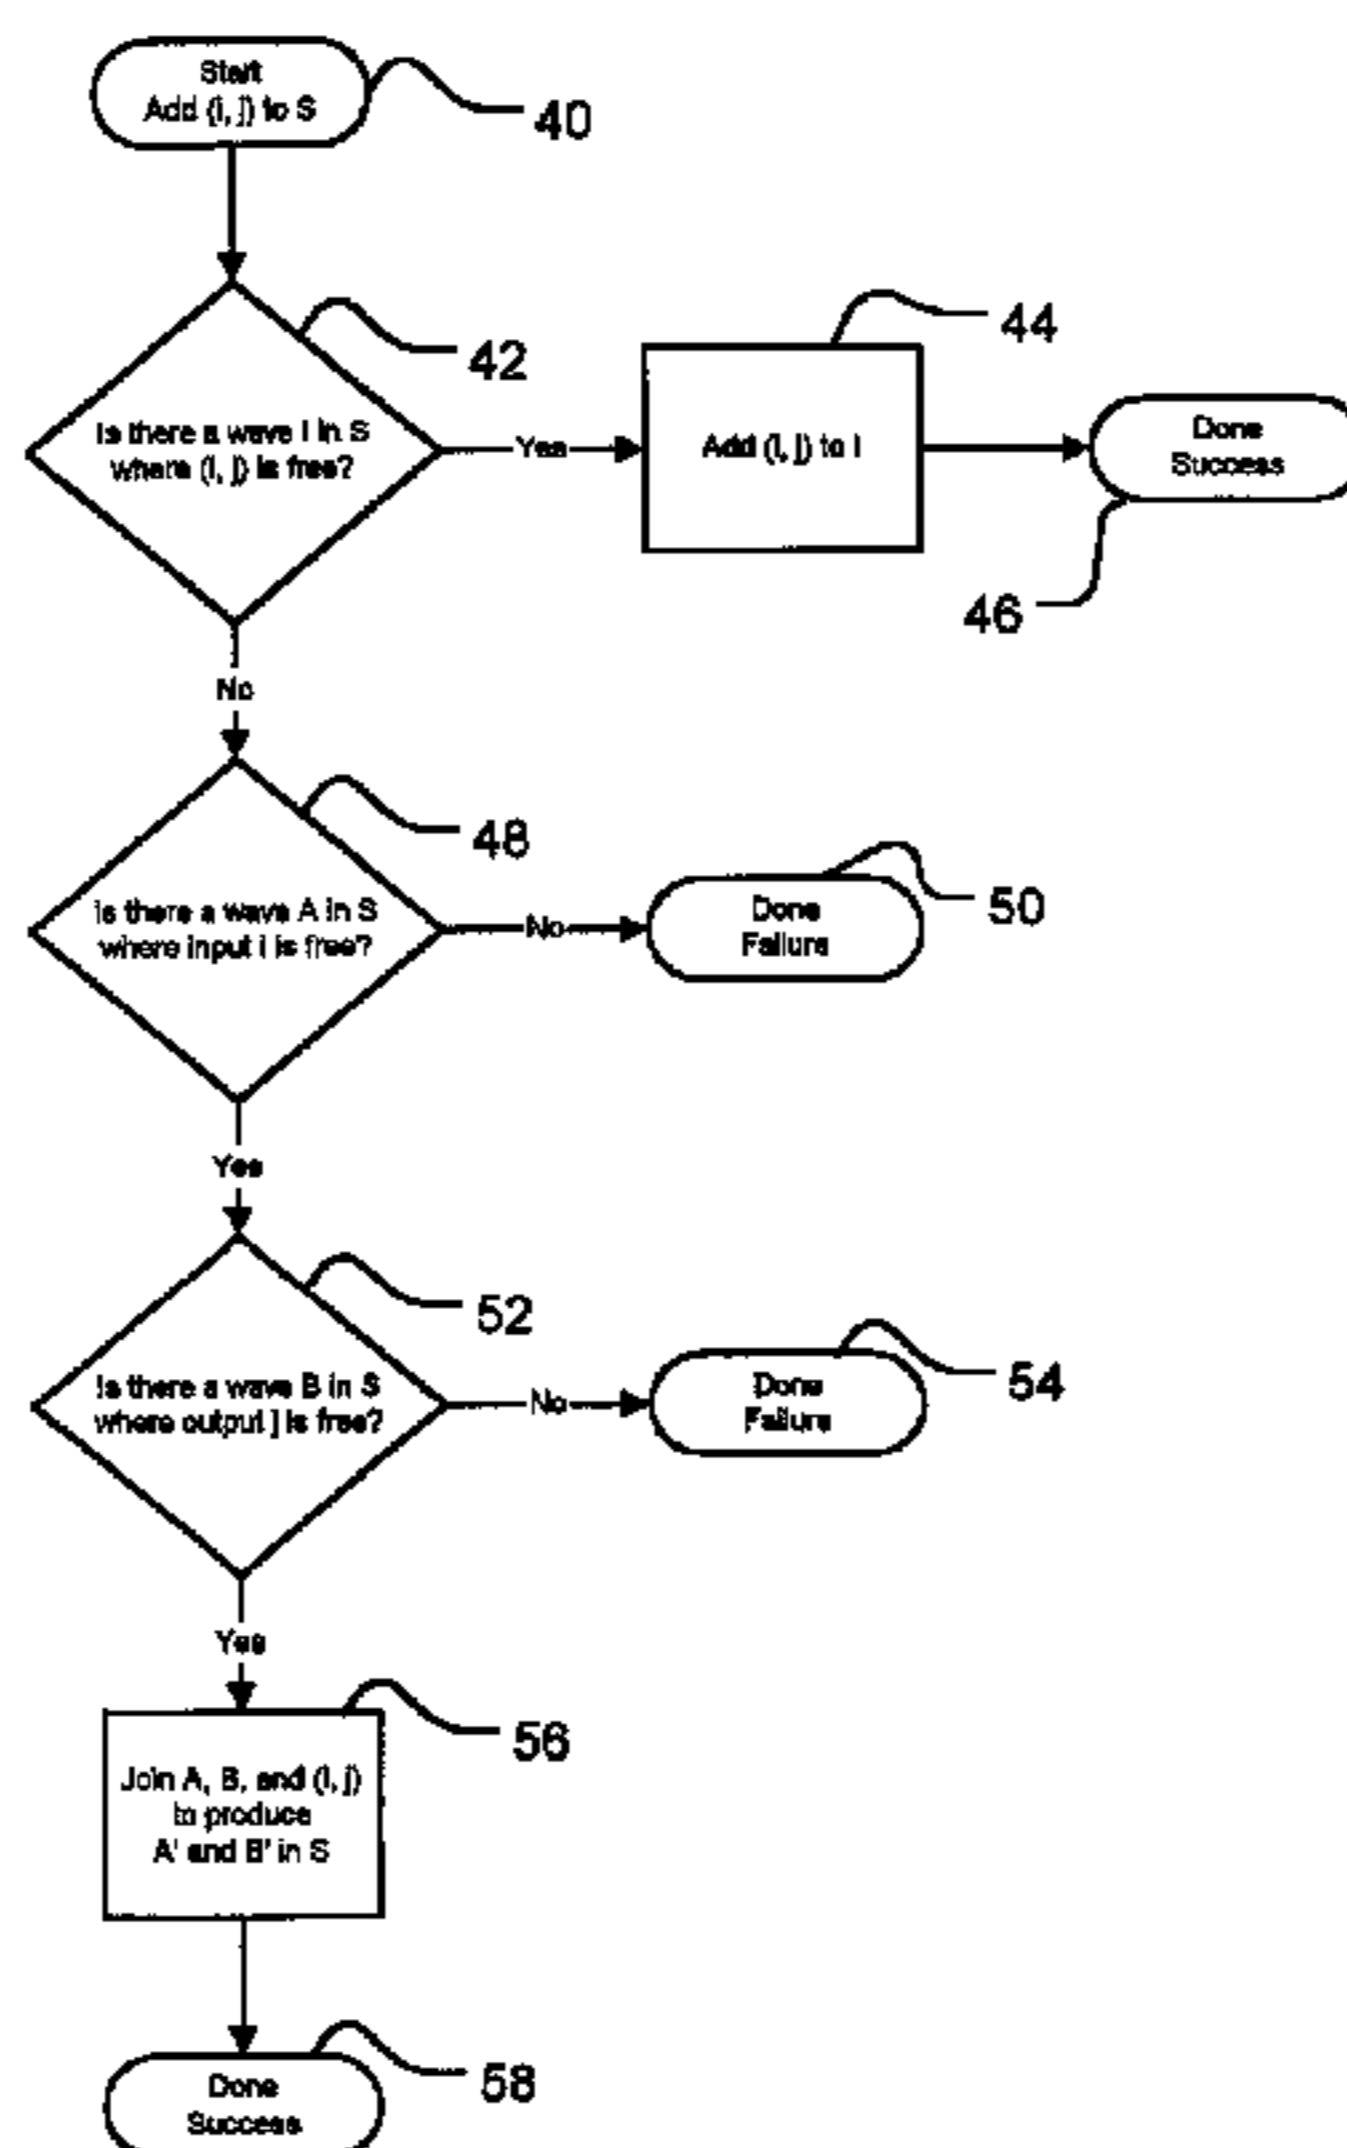 Start
Add (i, j) to S
40
42
Is there a wave I in S
where (i, j) is free?
Yes
44
Add (i, j) to I
Done
Success
46
No
48
Is there a wave A in S
where input i is free?
No
50
Done
Failure
Yes
52
Is there a wave B in S
where output j is free?
No
54
Done
Failure
Yes
56
Join A, B, and (i, j)
to produce
A' and B' in S
58
Done
Success